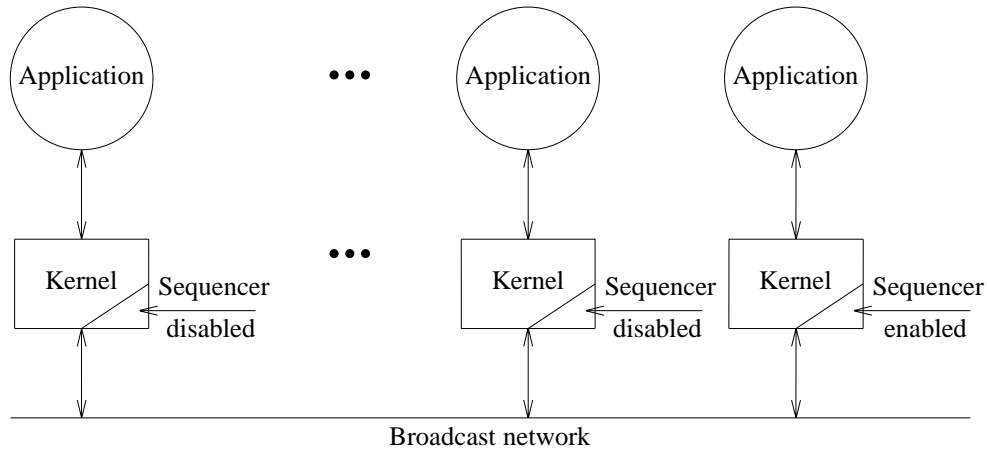 Application
•••
Application
Application
Kernel
Sequencer
disabled
•••
Kernel
Sequencer
disabled
Kernel
Sequencer
enabled
Broadcast network